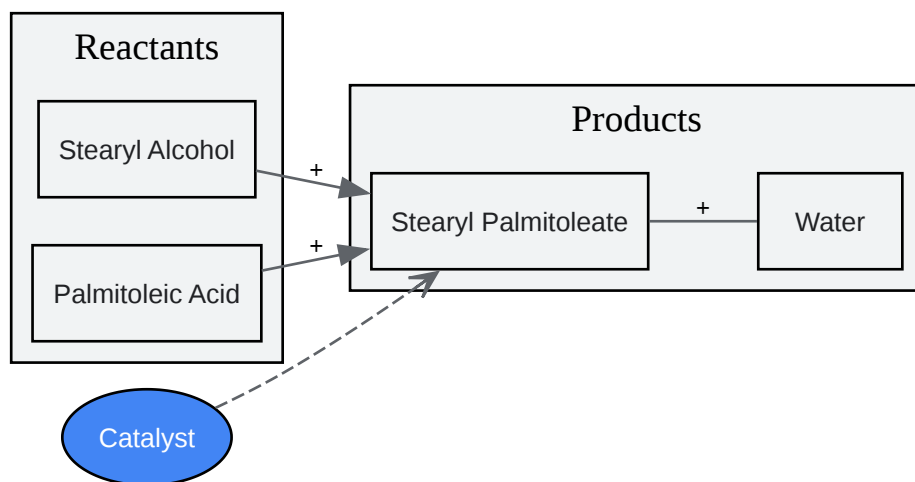 Reactants
Stearyl Alcohol
+
Palmitoleic Acid
+
Products
Stearyl Palmitoleate
+
Water
Catalyst